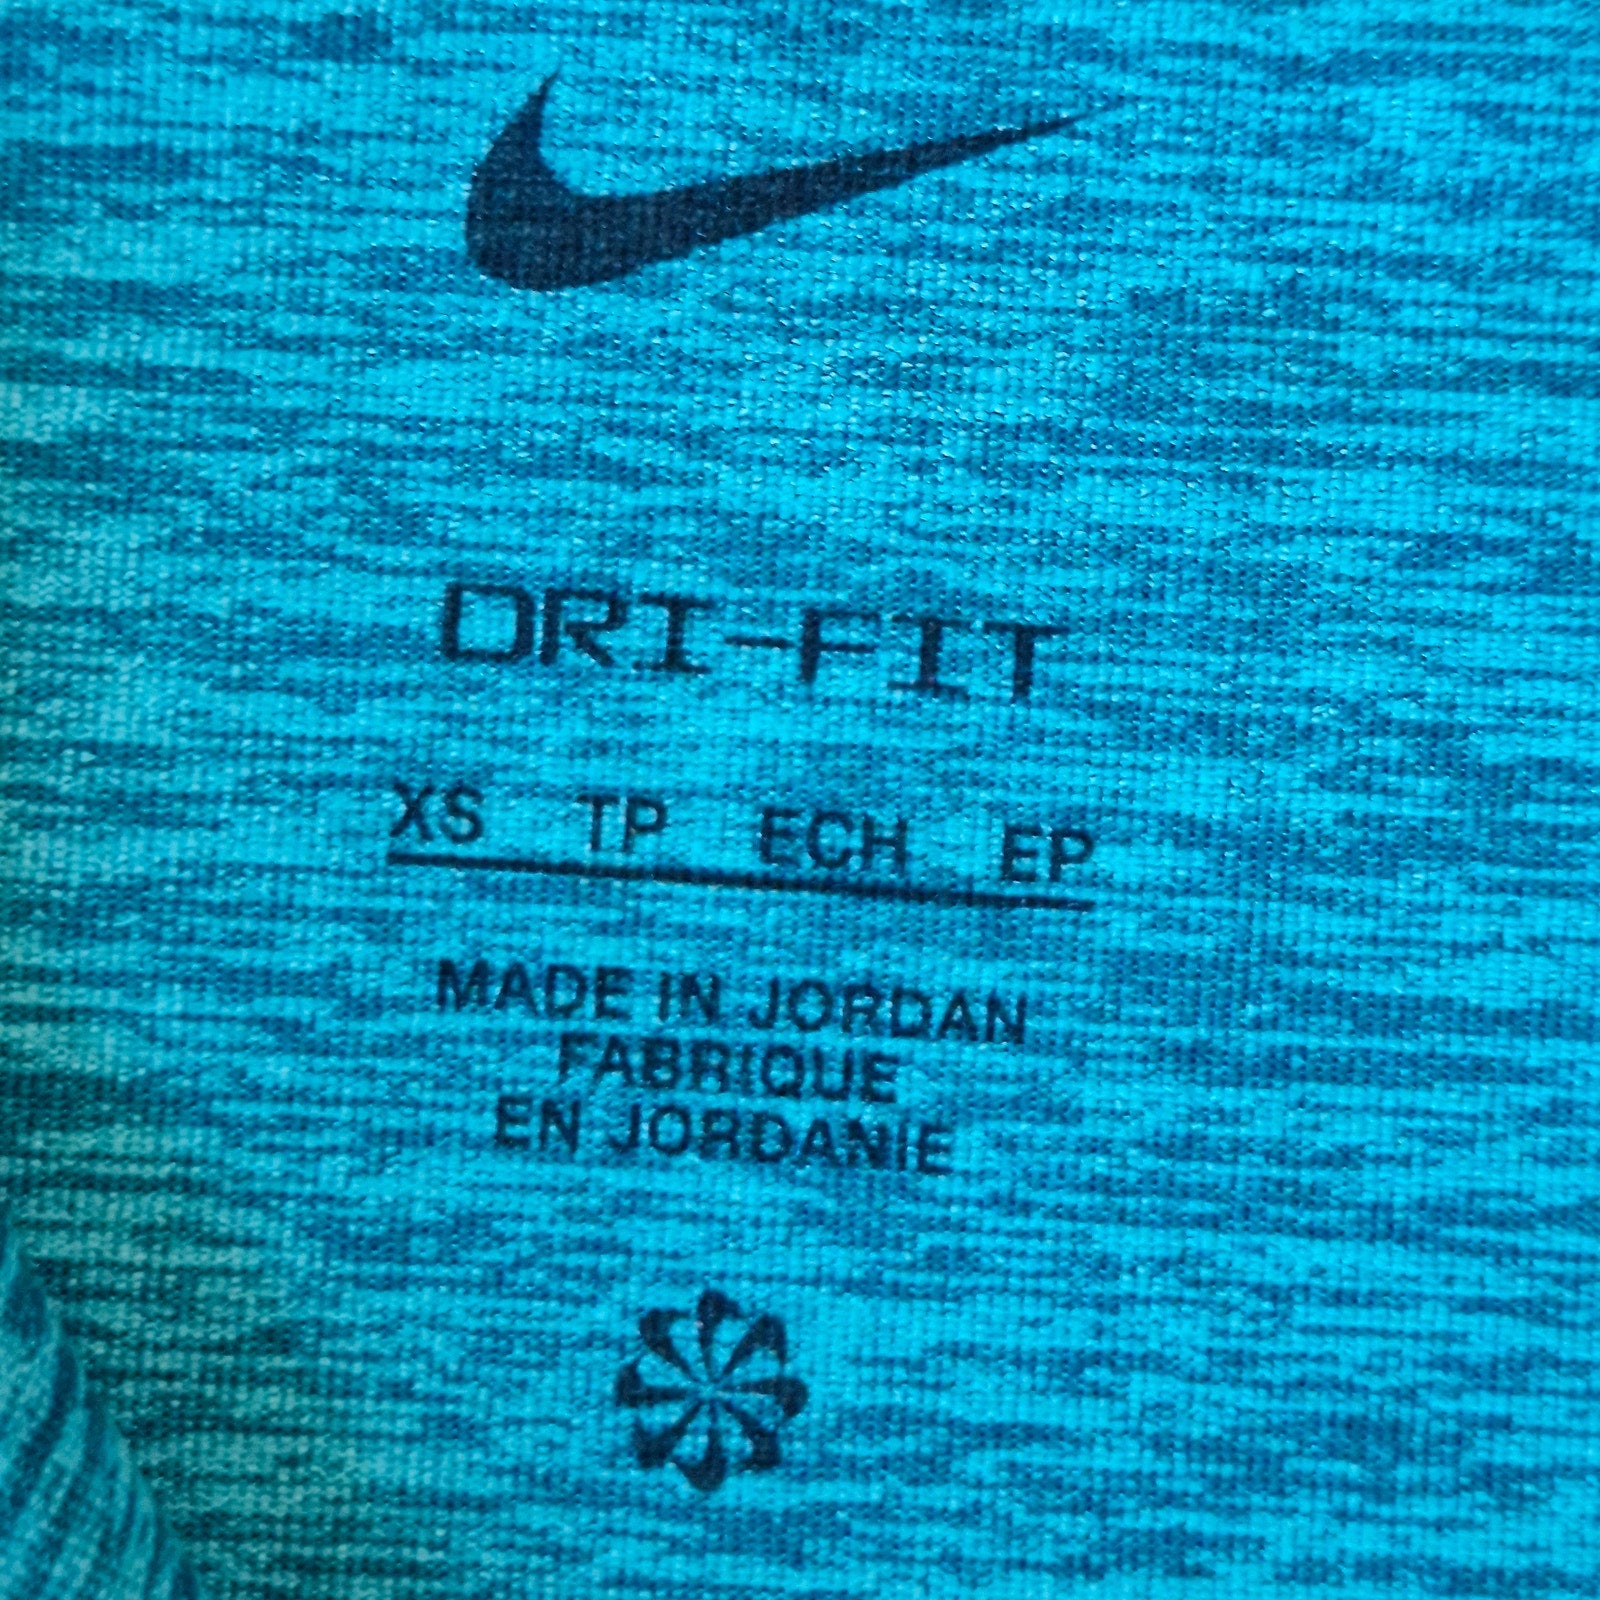 DRI-FIT
XS TP ECH EP
MADE IN JORDAN
FABRIQUE
EN JORDANIE